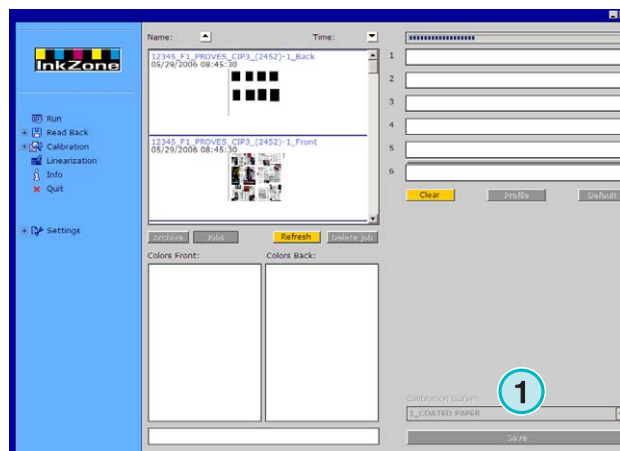 InkZone
Run
Read Back
Calibration
Linearization
Info
Quit
Settings
Name:
Time:
12345_F1_PROVES_CIP3_(2452)-1_Back
05/29/2006 08:45:30
12345_F1_PROVES_CIP3_(2452)-1_Front
05/29/2006 08:45:30
Archive
Jobs
Refresh
Delete job
Colors Front:
Colors Back:
1
2
3
4
5
6
Clear
Profile
Default
Calibration Curve:
1_COATED PAPER
Save
1